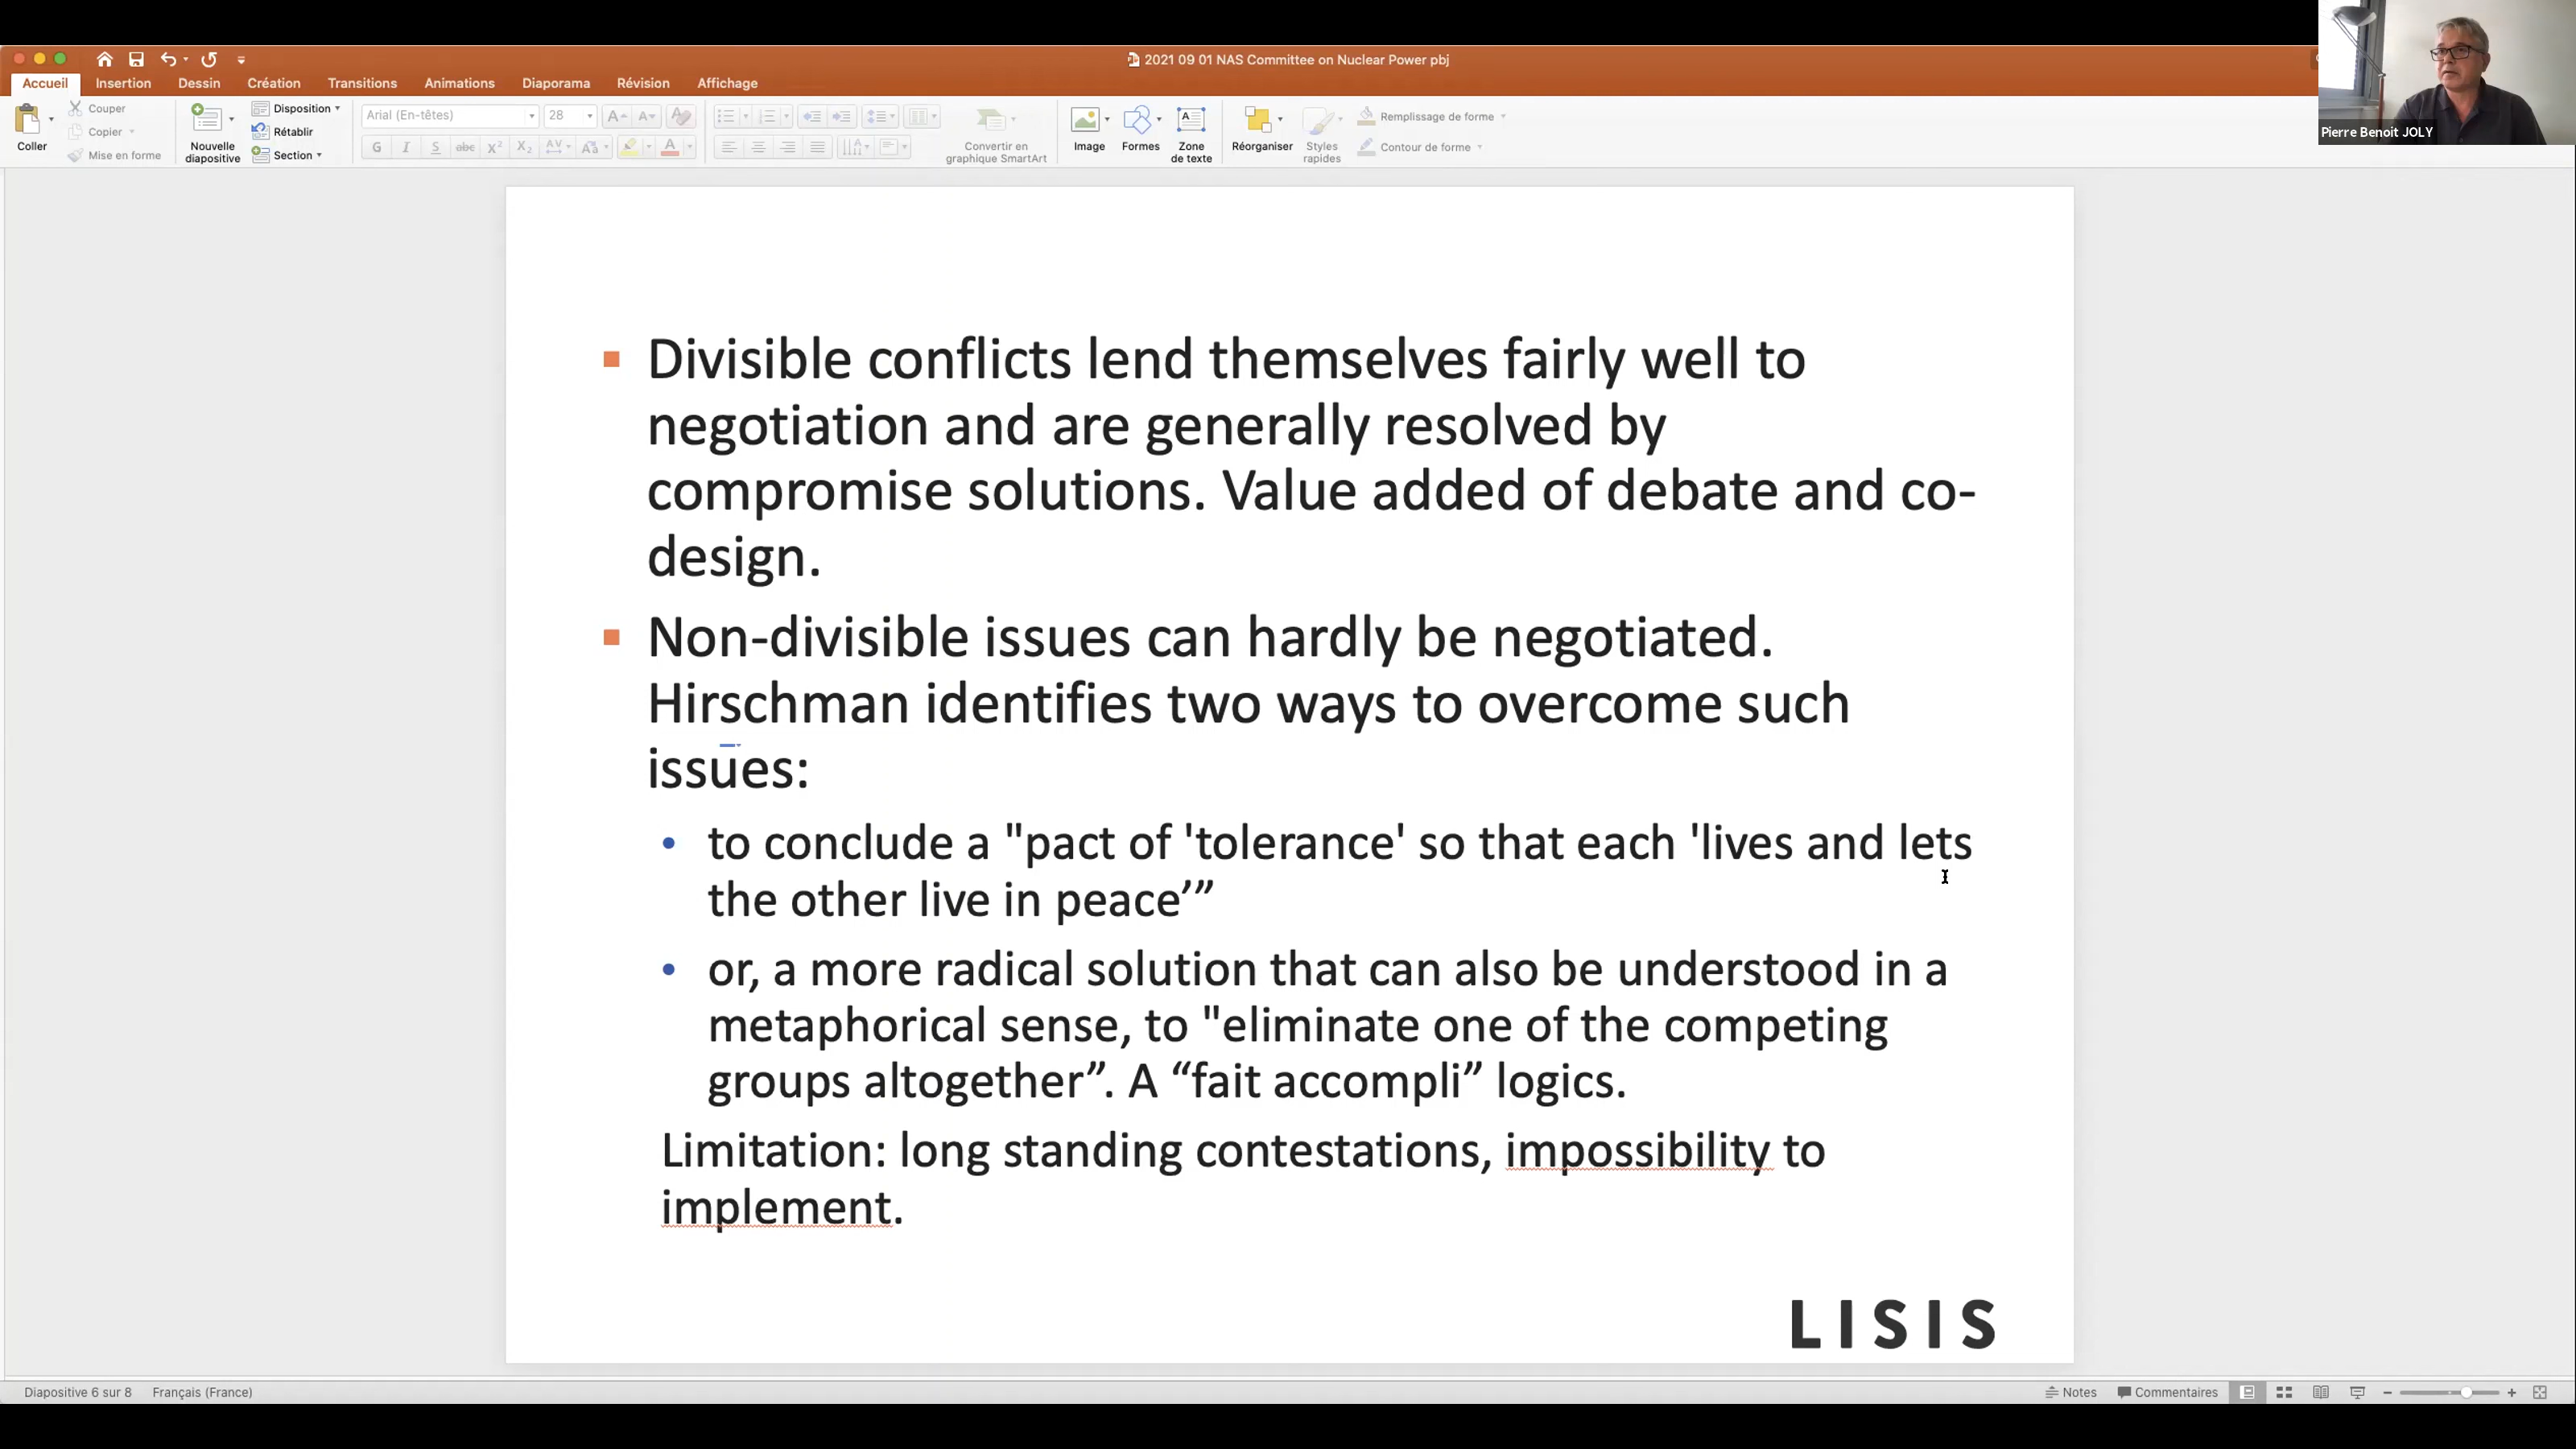 2021 09 01 NAS Committee on Nuclear Power pbj
Pierre Benoit JOLY
Accueil Insertion Dessin Création Transitions Animations Diaporama Révision Affichage
Coller
Couper
Copier
Mise en forme
Nouvelle
diapositive
Disposition
Rétablir
Section
Arial (En-têtes) 28
G I S abc X² X₂ AV Aa A
Convertir en
graphique SmartArt
Image
Formes
Zone
de texte
Réorganiser
Styles
rapides
Remplissage de forme
Contour de forme
Divisible conflicts lend themselves fairly well to
negotiation and are generally resolved by
compromise solutions. Value added of debate and co-
design.
Non-divisible issues can hardly be negotiated.
Hirschman identifies two ways to overcome such
issues:
• to conclude a "pact of 'tolerance' so that each 'lives and lets
the other live in peace’”
• or, a more radical solution that can also be understood in a
metaphorical sense, to "eliminate one of the competing
groups altogether”. A “fait accompli” logics.
Limitation: long standing contestations, impossibility to
implement.
LISIS
Diapositive 6 sur 8 Français (France) Notes Commentaires